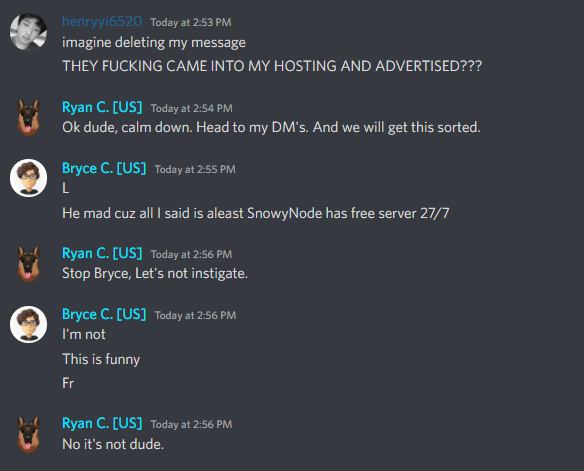 henryyi6520 Today at 2:53 PM
imagine deleting my message
THEY FUCKING CAME INTO MY HOSTING AND ADVERTISED???
Ryan C. [US] Today at 2:54 PM
Ok dude, calm down. Head to my DM's. And we will get this sorted.
Bryce C. [US] Today at 2:55 PM
L
He mad cuz all I said is aleast SnowyNode has free server 27/7
Ryan C. [US] Today at 2:56 PM
Stop Bryce, Let's not instigate.
Bryce C. [US] Today at 2:56 PM
I'm not
This is funny
Fr
Ryan C. [US] Today at 2:56 PM
No it's not dude.